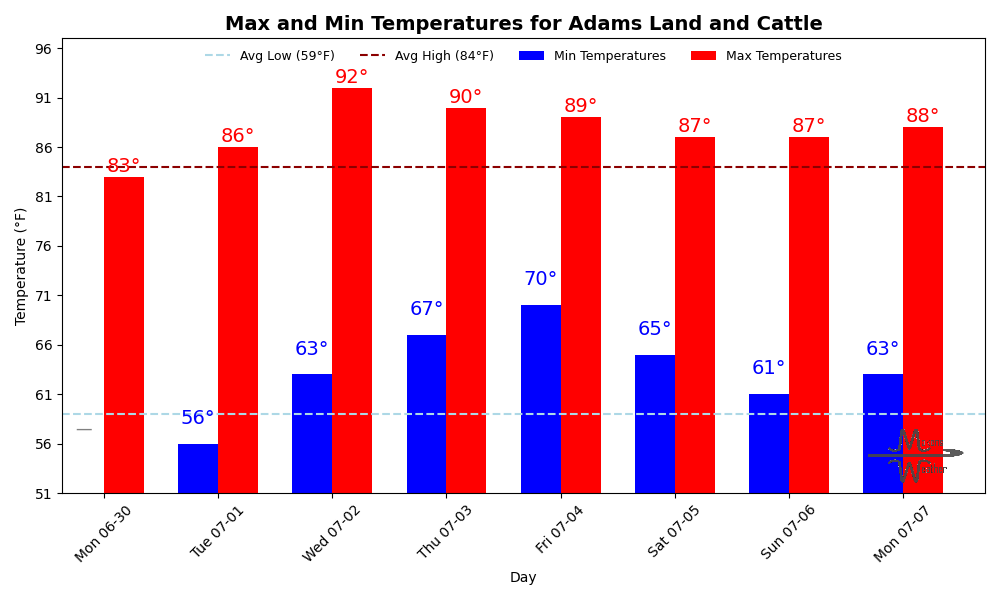 Max and Min Temperatures for Adams Land and Cattle
Avg Low (59°F) Avg High (84°F) Min Temperatures Max Temperatures
Temperature (°F)
96
91
86
81
76
71
66
61
56
51
83° 86° 92° 90° 89° 87° 87° 88°
— 56° 63° 67° 70° 65° 61° 63°
Mon 06-30 Tue 07-01 Wed 07-02 Thu 07-03 Fri 07-04 Sat 07-05 Sun 07-06 Mon 07-07
Day